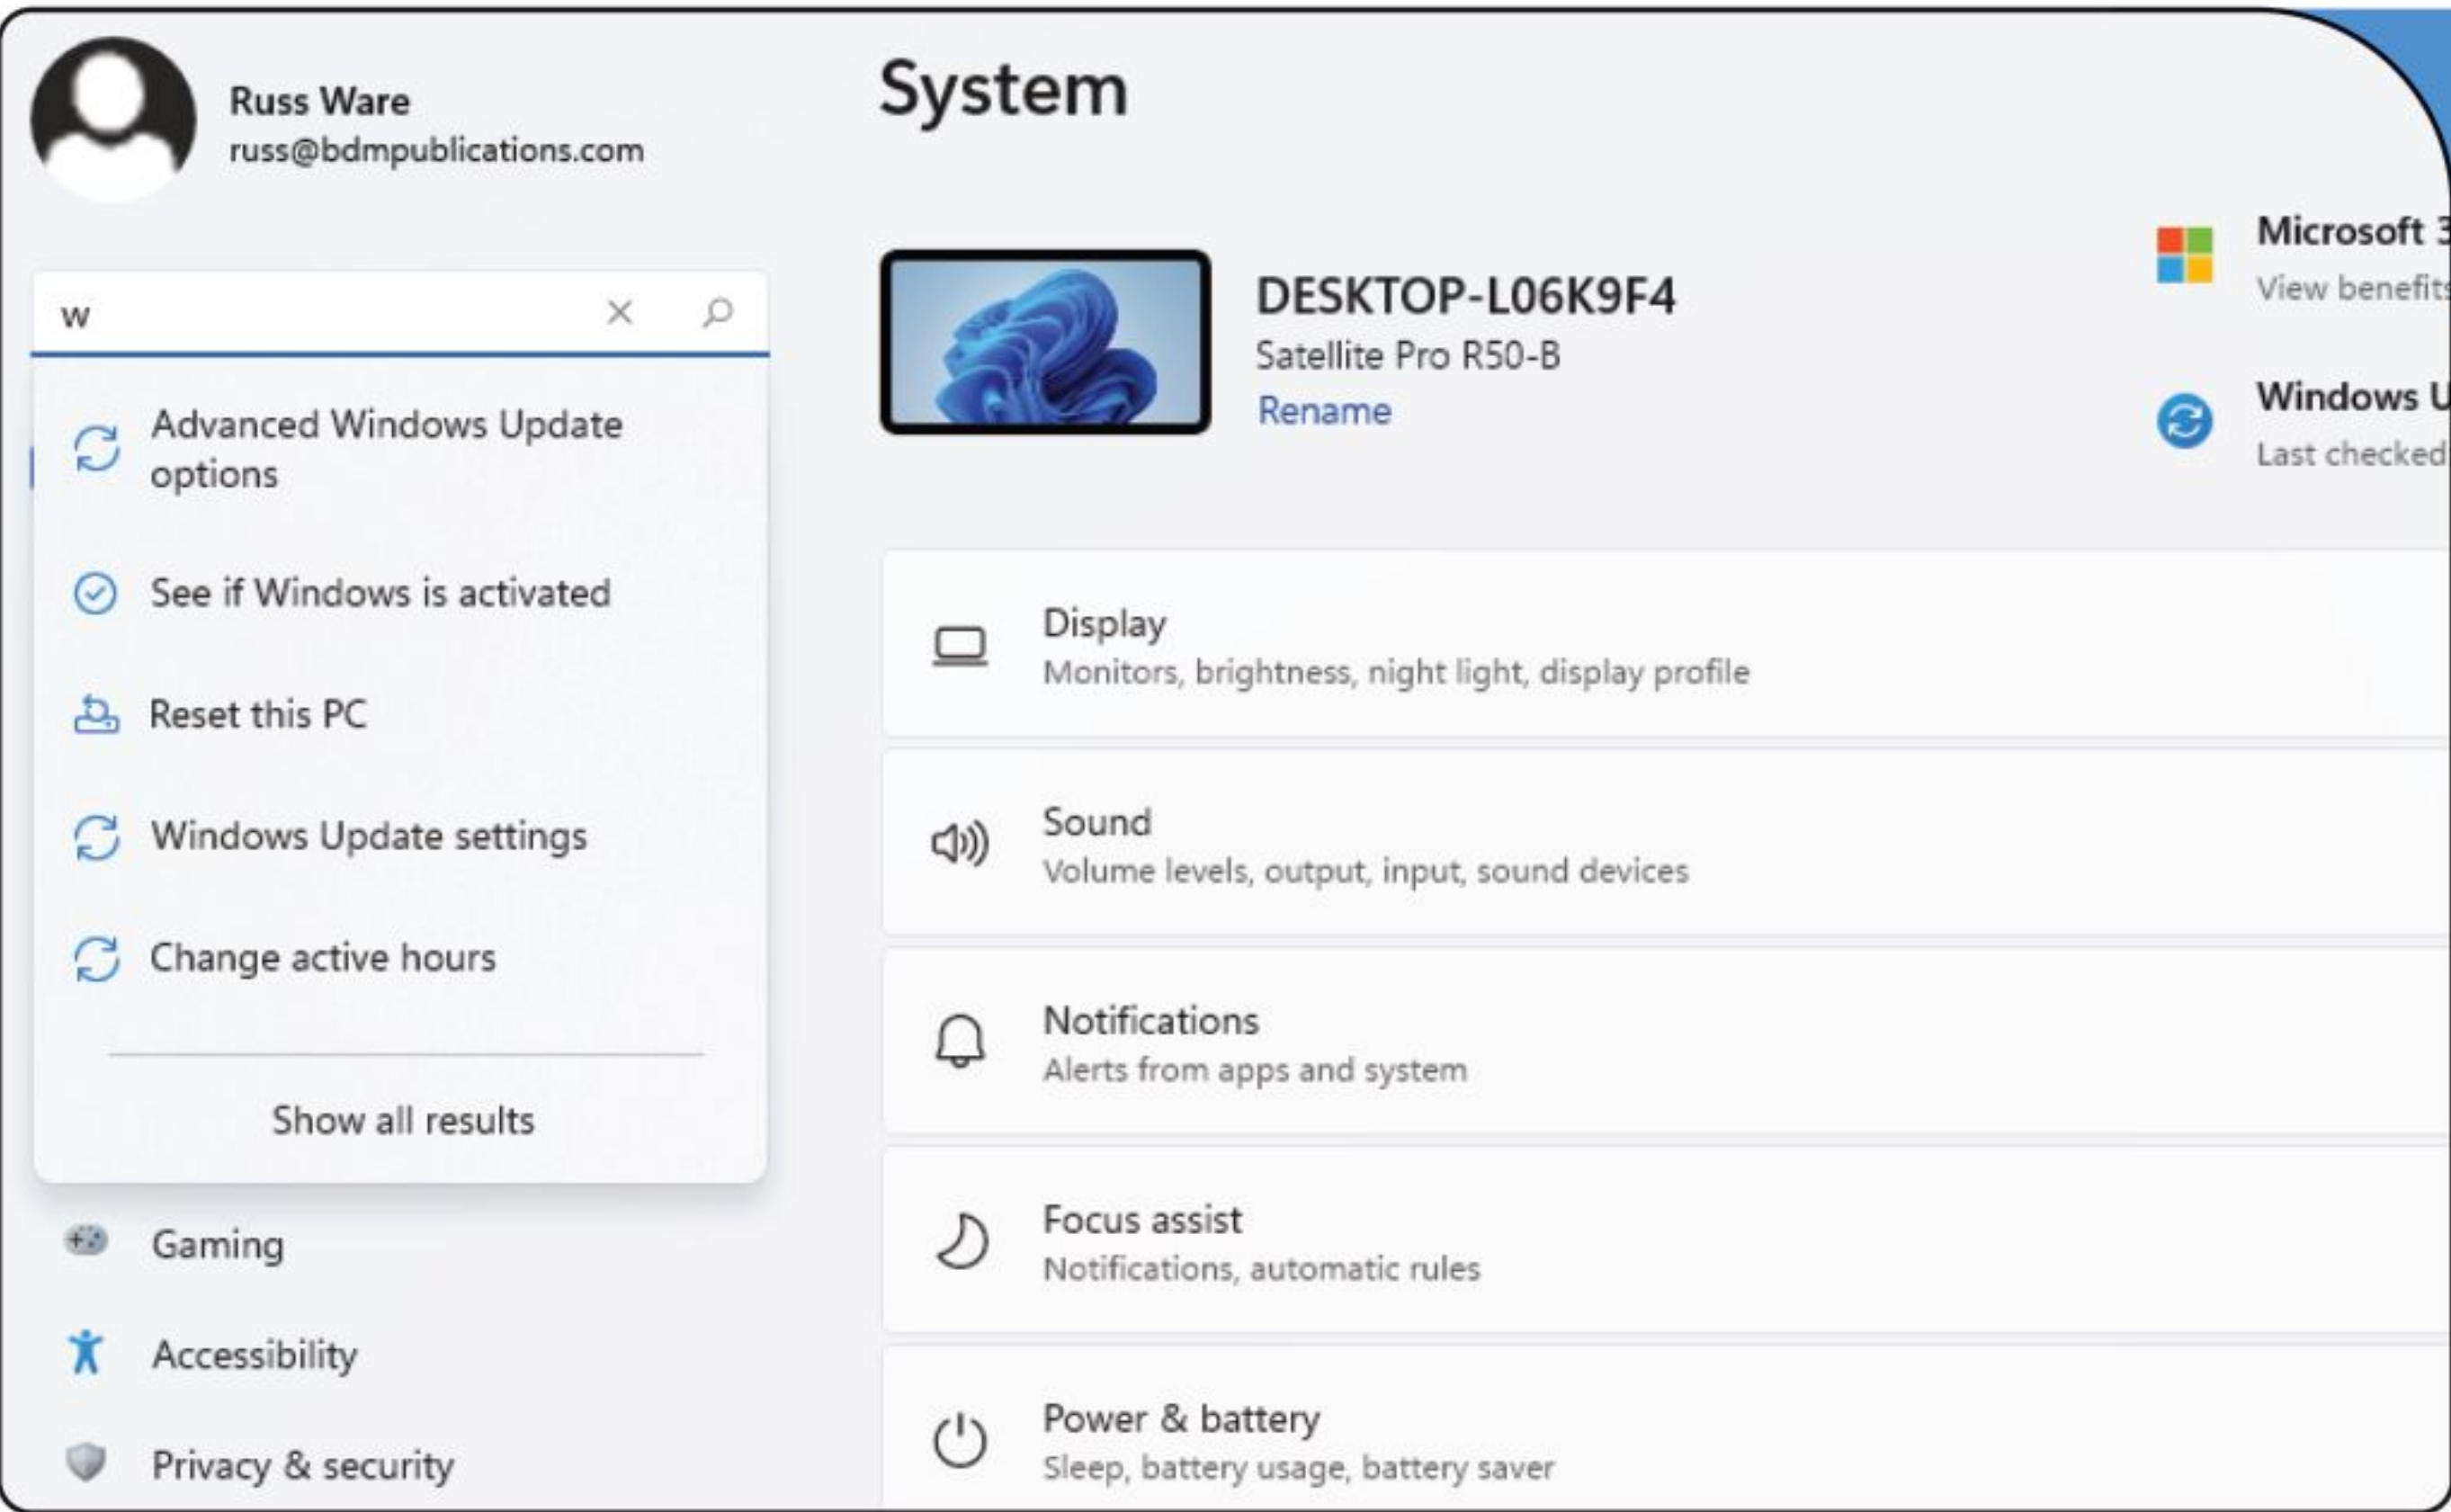 Russ Ware
russ@bdmpublications.com
w
Advanced Windows Update
options
See if Windows is activated
Reset this PC
Windows Update settings
Change active hours
Show all results
Gaming
Accessibility
Privacy & security
System
DESKTOP-L06K9F4
Satellite Pro R50-B
Rename
Microsoft 3
View benefits
Windows U
Last checked
Display
Monitors, brightness, night light, display profile
Sound
Volume levels, output, input, sound devices
Notifications
Alerts from apps and system
Focus assist
Notifications, automatic rules
Power & battery
Sleep, battery usage, battery saver